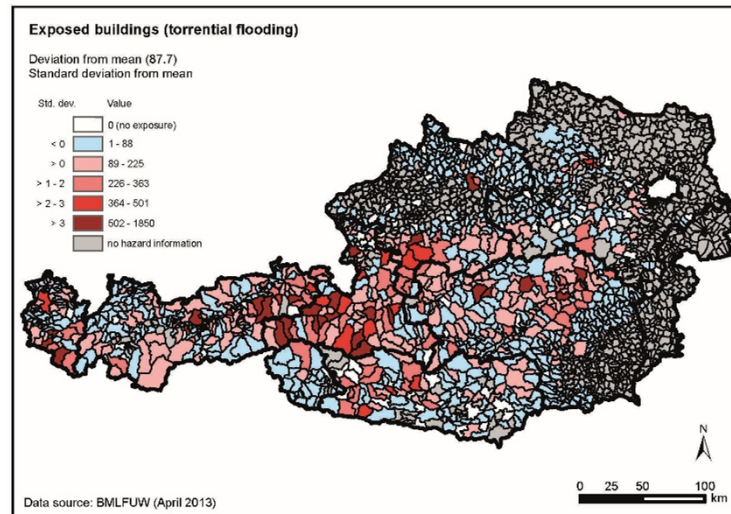 Exposed buildings (torrential flooding)
Deviation from mean (87.7)
Standard deviation from mean
Std. dev. Value
0 (no exposure)
< 0 1 - 88
> 0 89 - 225
> 1 - 2 226 - 363
> 2 - 3 364 - 501
> 3 502 - 1850
no hazard information
N
0 25 50 100
km
Data source: BMLFUW (April 2013)